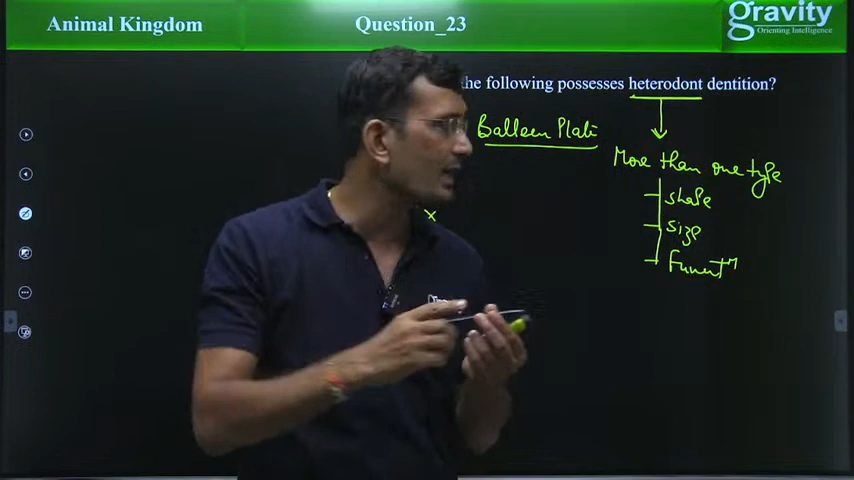 Animal Kingdom
Question_23
gravity
Orienting Intelligence
the following possesses heterodont dentition?
Balleen Plate
More than one type
shape
size
Funct^n
x